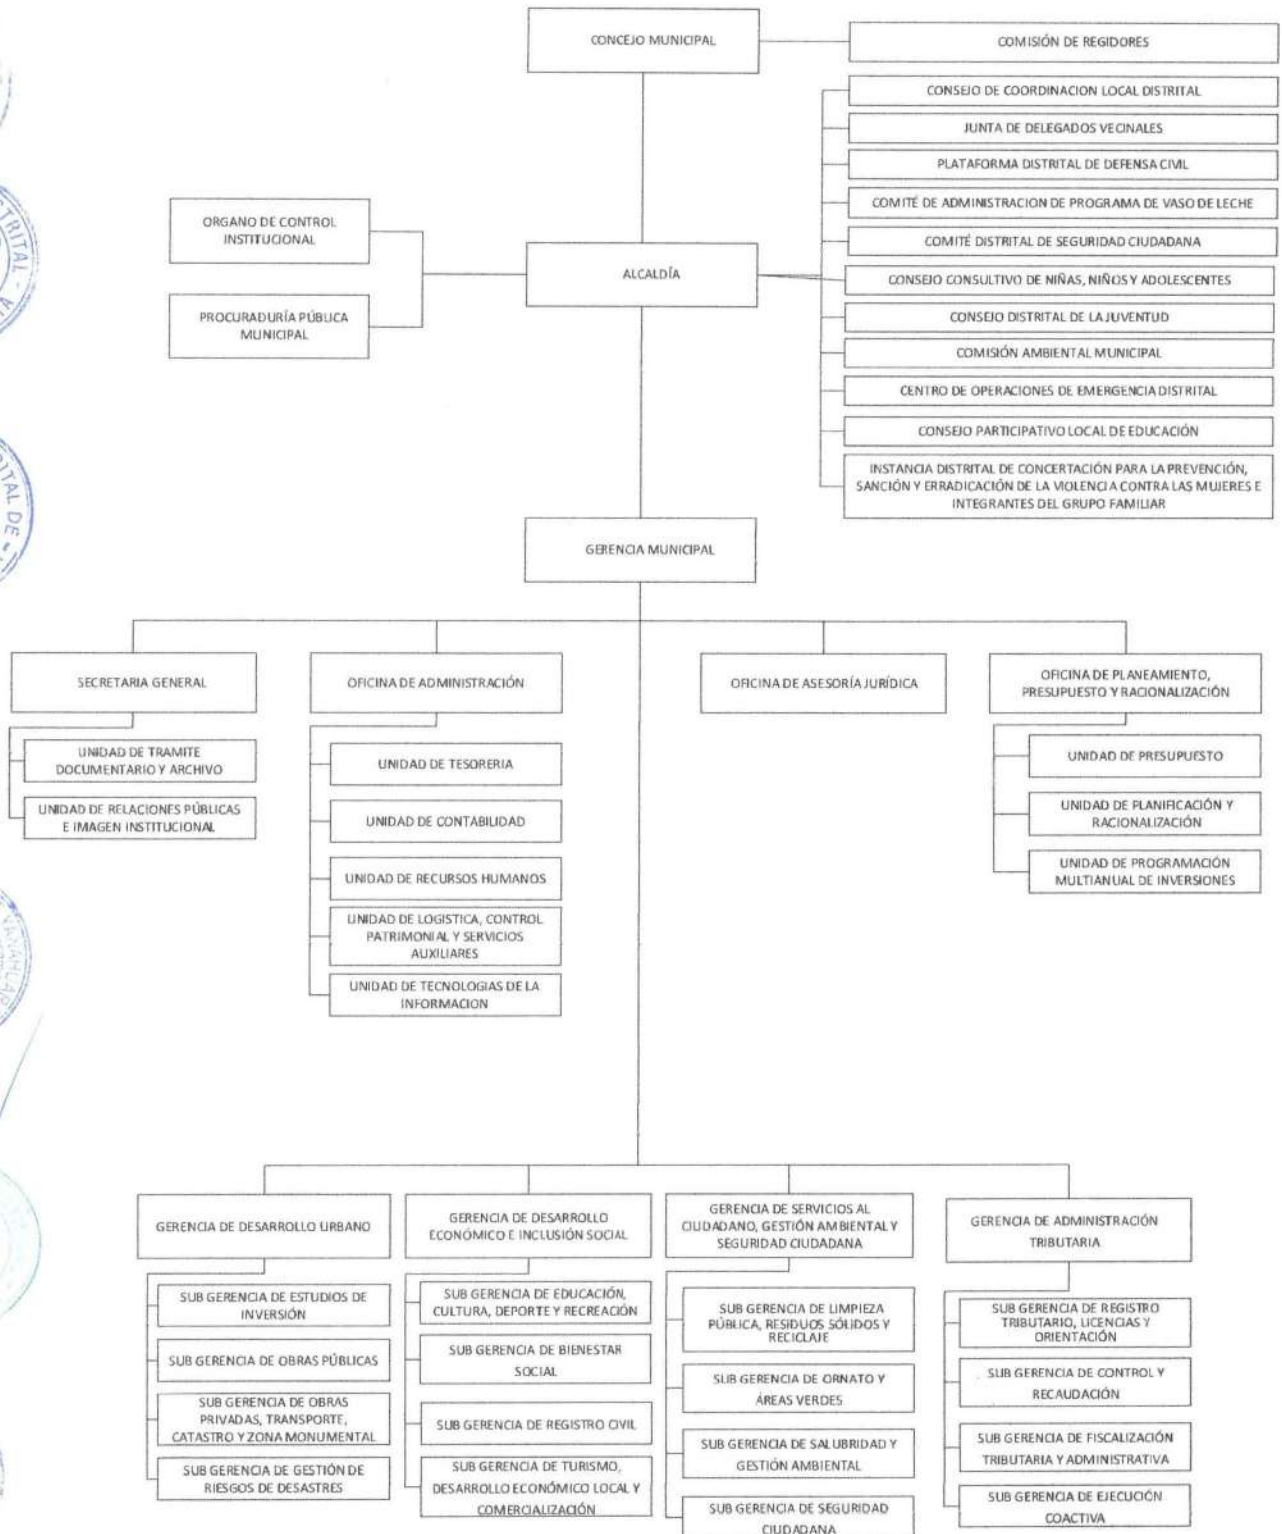 CONCEJO MUNICIPAL
COMISIÓN DE REGIDORES
CONSEJO DE COORDINACION LOCAL DISTRITAL
JUNTA DE DELEGADOS VECINALES
PLATAFORMA DISTRITAL DE DEFENSA CIVIL
COMITÉ DE ADMINISTRACION DE PROGRAMA DE VASO DE LECHE
COMITÉ DISTRITAL DE SEGURIDAD CIUDADANA
CONSEJO CONSULTIVO DE NIÑAS, NIÑOS Y ADOLESCENTES
CONSEJO DISTRITAL DE LA JUVENTUD
COMISIÓN AMBIENTAL MUNICIPAL
CENTRO DE OPERACIONES DE EMERGENCIA DISTRITAL
CONSEJO PARTICIPATIVO LOCAL DE EDUCACIÓN
INSTANCIA DISTRITAL DE CONCERTACIÓN PARA LA PREVENCIÓN,
SANCIÓN Y ERRADICACIÓN DE LA VIOLENCIA CONTRA LAS MUJERES E
INTEGRANTES DEL GRUPO FAMILIAR
ORGANO DE CONTROL
INSTITUCIONAL
PROCURADURÍA PÚBLICA
MUNICIPAL
ALCALDÍA
GERENCIA MUNICIPAL
SECRETARIA GENERAL
UNIDAD DE TRAMITE
DOCUMENTARIO Y ARCHIVO
UNIDAD DE RELACIONES PÚBLICAS
E IMAGEN INSTITUCIONAL
OFICINA DE ADMINISTRACIÓN
UNIDAD DE TESORERIA
UNIDAD DE CONTABILIDAD
UNIDAD DE RECURSOS HUMANOS
UNIDAD DE LOGISTICA, CONTROL
PATRIMONIAL Y SERVICIOS
AUXILIARES
UNIDAD DE TECNOLOGIAS DE LA
INFORMACION
OFICINA DE ASESORÍA JURÍDICA
OFICINA DE PLANEAMIENTO,
PRESUPUESTO Y RACIONALIZACIÓN
UNIDAD DE PRESUPUESTO
UNIDAD DE PLANIFICACIÓN Y
RACIONALIZACIÓN
UNIDAD DE PROGRAMACIÓN
MULTIANUAL DE INVERSIONES
GERENCIA DE DESARROLLO URBANO
SUB GERENCIA DE ESTUDIOS DE
INVERSIÓN
SUB GERENCIA DE OBRAS PÚBLICAS
SUB GERENCIA DE OBRAS
PRIVADAS, TRANSPORTE,
CATASTRO Y ZONA MONUMENTAL
SUB GERENCIA DE GESTIÓN DE
RIESGOS DE DESASTRES
GERENCIA DE DESARROLLO
ECONÓMICO E INCLUSIÓN SOCIAL
SUB GERENCIA DE EDUCACIÓN,
CULTURA, DEPORTE Y RECREACIÓN
SUB GERENCIA DE BIENESTAR
SOCIAL
SUB GERENCIA DE REGISTRO CIVIL
SUB GERENCIA DE TURISMO,
DESARROLLO ECONÓMICO LOCAL Y
COMERCIALIZACIÓN
GERENCIA DE SERVICIOS AL
CIUDADANO, GESTIÓN AMBIENTAL Y
SEGURIDAD CIUDADANA
SUB GERENCIA DE LIMPIEZA
PÚBLICA, RESIDUOS SÓLIDOS Y
RECICLAJE
SUB GERENCIA DE ORNATO Y
ÁREAS VERDES
SUB GERENCIA DE SALUBRIDAD Y
GESTIÓN AMBIENTAL
SUB GERENCIA DE SEGURIDAD
CIUDADANA
GERENCIA DE ADMINISTRACIÓN
TRIBUTARIA
SUB GERENCIA DE REGISTRO
TRIBUTARIO, LICENCIAS Y
ORIENTACIÓN
SUB GERENCIA DE CONTROL Y
RECAUDACIÓN
SUB GERENCIA DE FISCALIZACIÓN
TRIBUTARIA Y ADMINISTRATIVA
SUB GERENCIA DE EJECUCIÓN
COACTIVA